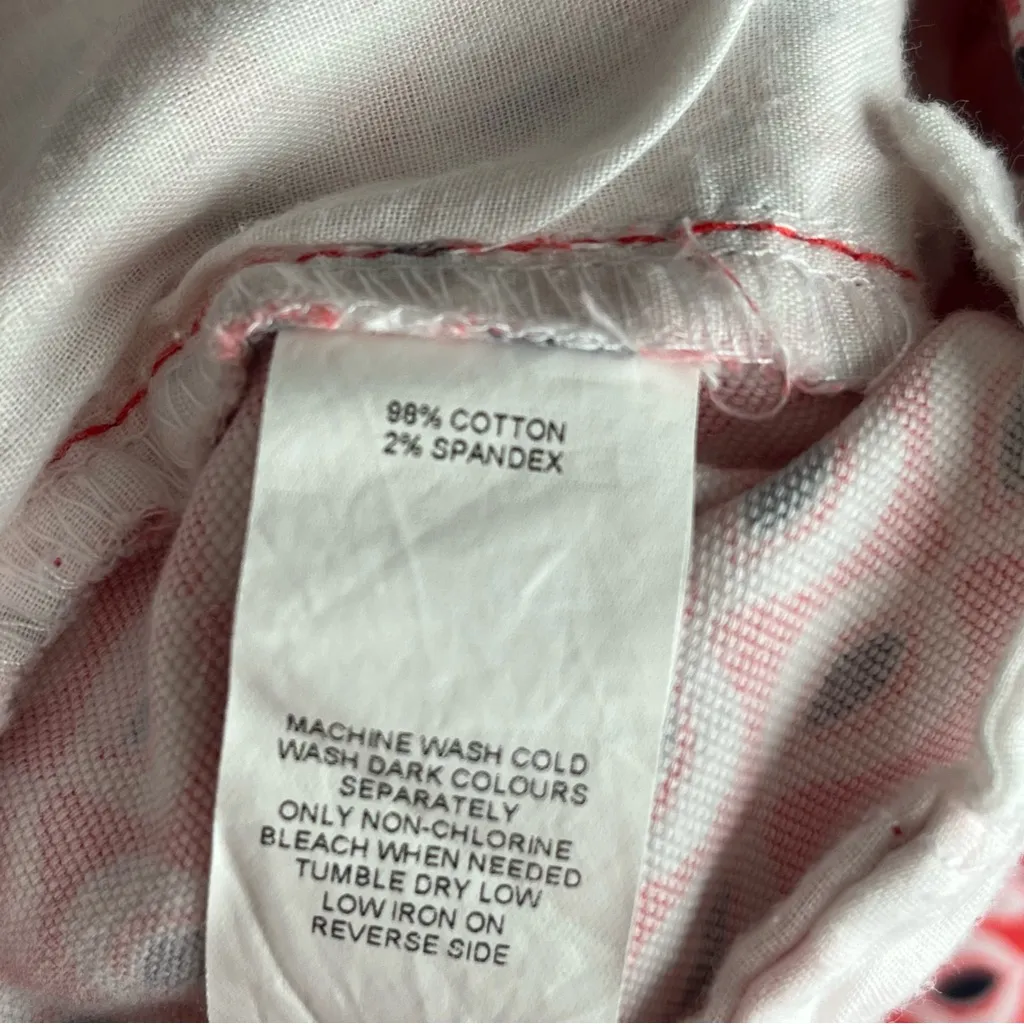 98% COTTON
2% SPANDEX
MACHINE WASH COLD
WASH DARK COLOURS
SEPARATELY
ONLY NON-CHLORINE
BLEACH WHEN NEEDED
TUMBLE DRY LOW
LOW IRON ON
REVERSE SIDE